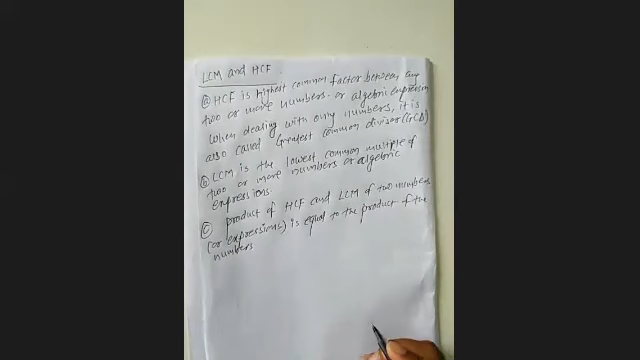 LCM and HCF
ⓐ HCF is Highest common factor between any
two or more numbers. or algebric expression
When dealing with only numbers, it is
also called Greatest common divisor (GCD)
ⓑ LCM is the lowest common multiple of
two or more numbers or algebric
expressions.
ⓒ product of HCF and LCM of two numbers
(or expressions) is equal to the product of the
numbers